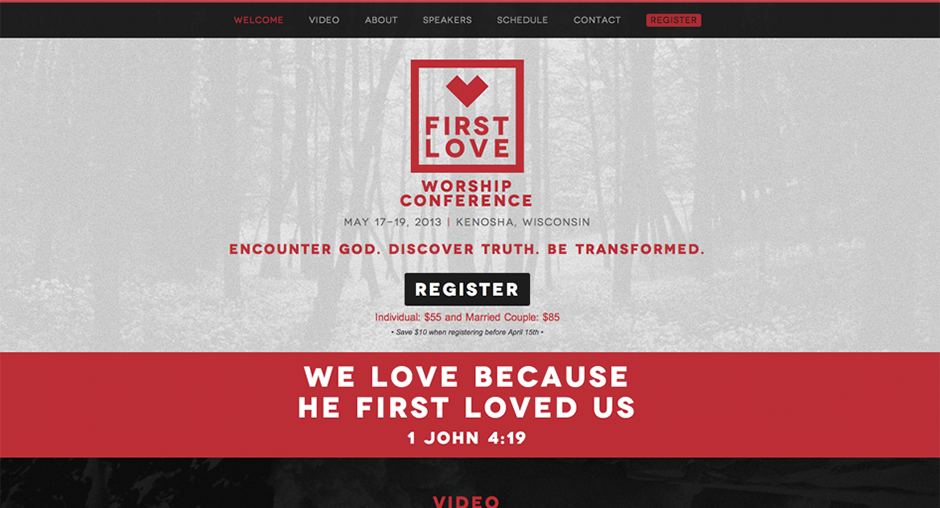 WELCOME VIDEO ABOUT SPEAKERS SCHEDULE CONTACT REGISTER
FIRST
LOVE
WORSHIP
CONFERENCE
MAY 17-19, 2013 | KENOSHA, WISCONSIN
ENCOUNTER GOD. DISCOVER TRUTH. BE TRANSFORMED.
REGISTER
Individual: $55 and Married Couple: $85
• Save $10 when registering before April 15th •
WE LOVE BECAUSE
HE FIRST LOVED US
1 JOHN 4:19
VIDEO